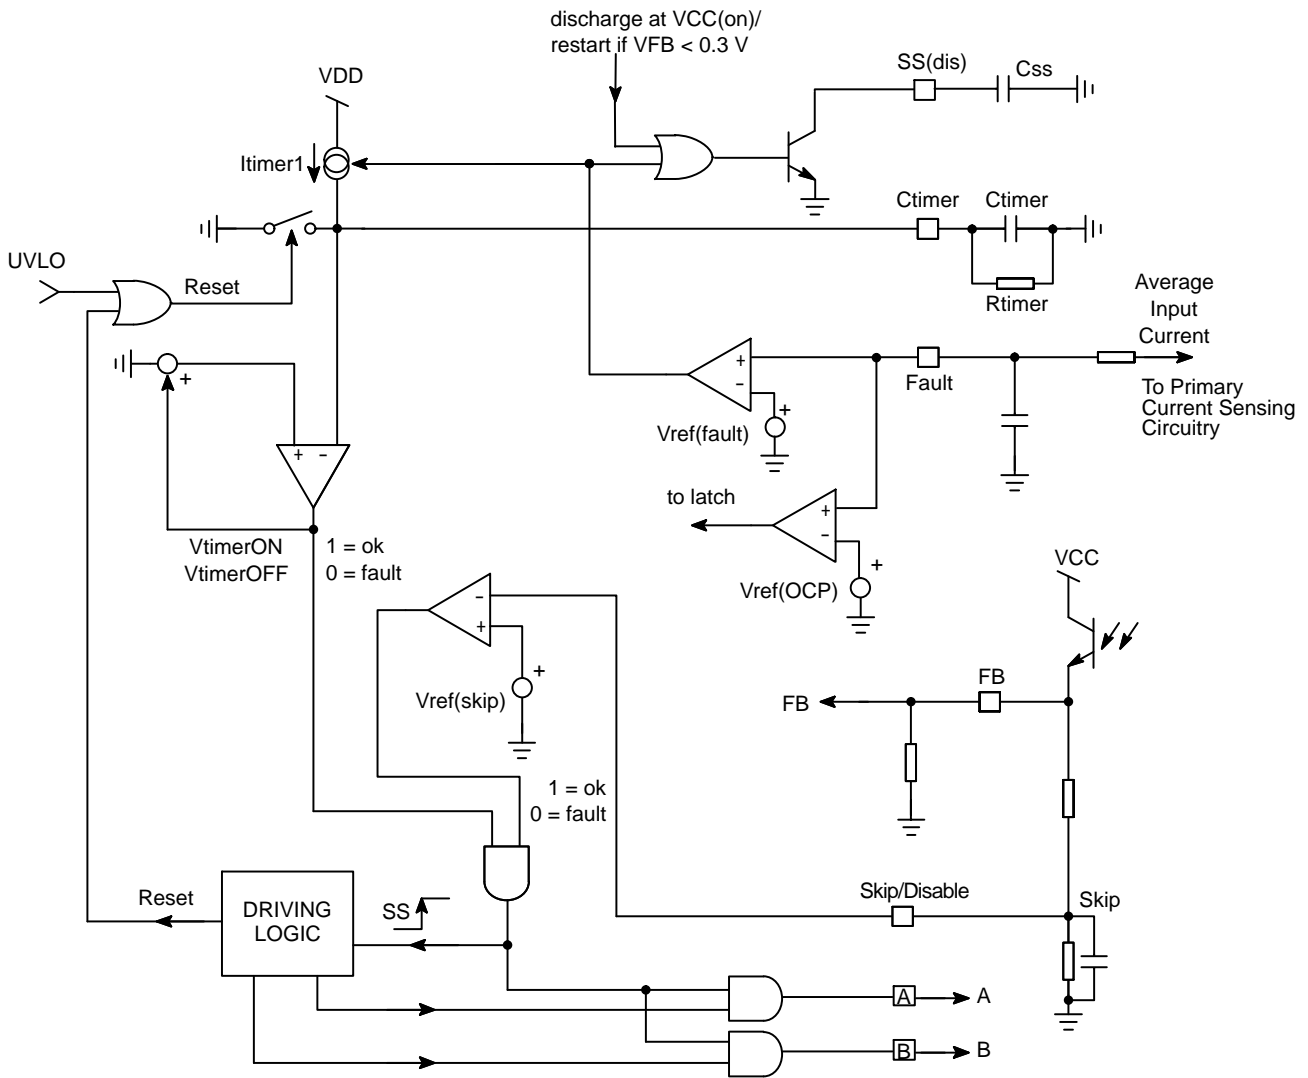 discharge at VCC(on)/
restart if VFB < 0.3 V
VDD
SS(dis)
Css
Itimer1
Ctimer
Ctimer
Rtimer
UVLO
Reset
Average
Input
Current
+
+
−
Fault
+
To Primary
Current Sensing
Circuitry
Vref(fault)
+ −
to latch
+
−
VtimerON
VtimerOFF
1 = ok
0 = fault
+
Vref(OCP)
VCC
−
+
+
Vref(skip)
FB
FB
1 = ok
0 = fault
Reset
DRIVING
LOGIC
SS
Skip/Disable
Skip
A
A
B
B